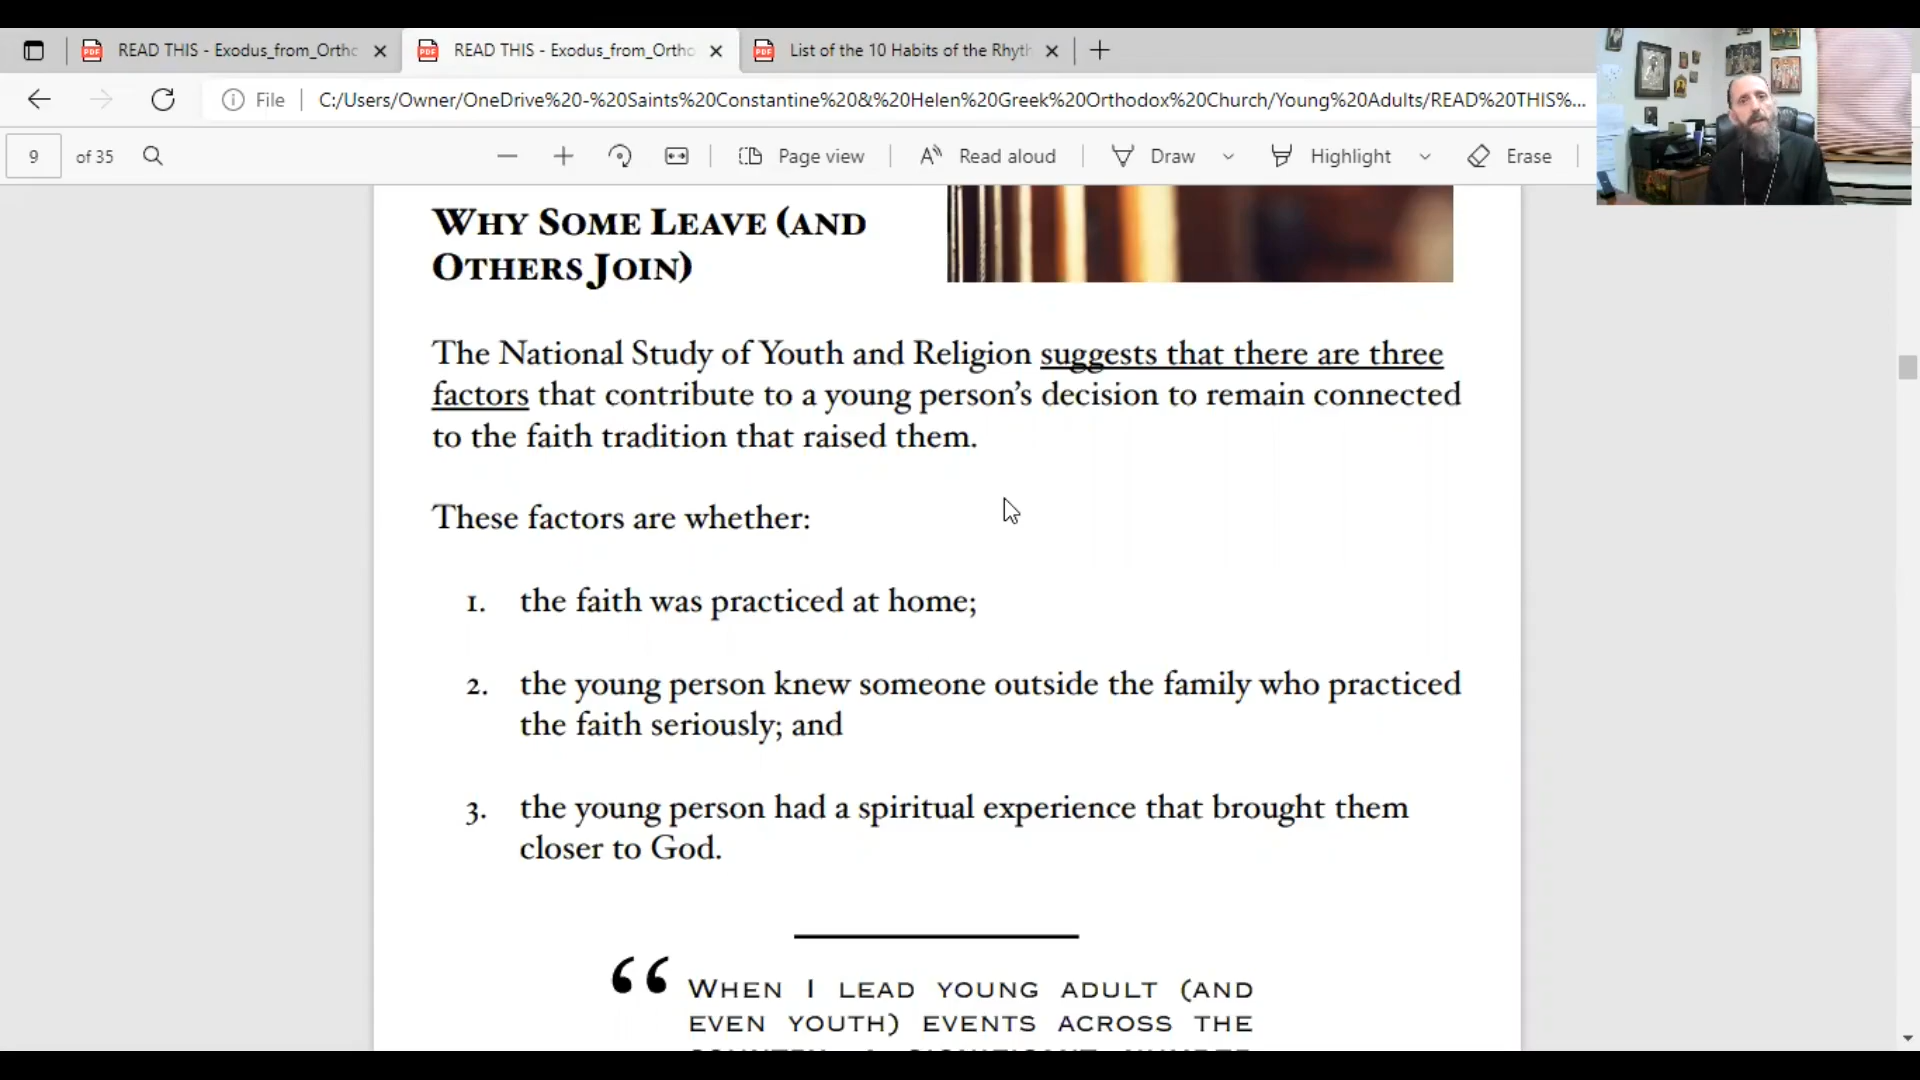 READ THIS - Exodus_from_Ortho
READ THIS - Exodus_from_Ortho
List of the 10 Habits of the Rhyth
File
C:/Users/Owner/OneDrive%20-%20Saints%20Constantine%20&%20Helen%20Greek%20Orthodox%20Church/Young%20Adults/READ%20THIS%...
9 of 35
Page view
Read aloud
Draw
Highlight
Erase
WHY SOME LEAVE (AND
OTHERS JOIN)
The National Study of Youth and Religion suggests that there are three
factors that contribute to a young person’s decision to remain connected
to the faith tradition that raised them.
These factors are whether:
1. the faith was practiced at home;
2. the young person knew someone outside the family who practiced
the faith seriously; and
3. the young person had a spiritual experience that brought them
closer to God.
“ WHEN I LEAD YOUNG ADULT (AND
EVEN YOUTH) EVENTS ACROSS THE